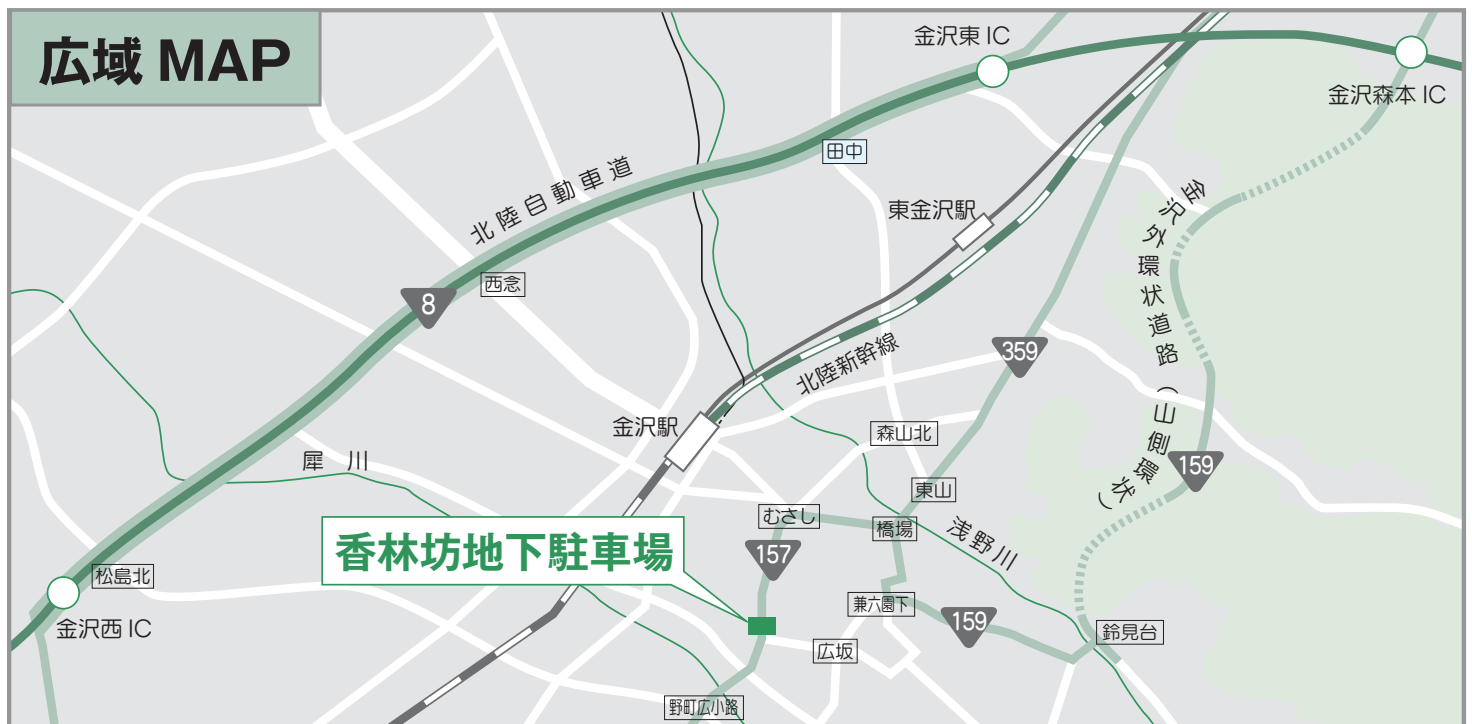 広域 MAP
金沢東 IC
金沢森本 IC
田中
北陸自動車道
東金沢駅
金沢外環状道路（山側環状）
西念
8
359
北陸新幹線
金沢駅
森山北
犀 川
159
東山
むさし
橋場
浅野川
香林坊地下駐車場
157
松島北
兼六園下
159
金沢西 IC
鈴見台
広坂
野町広小路